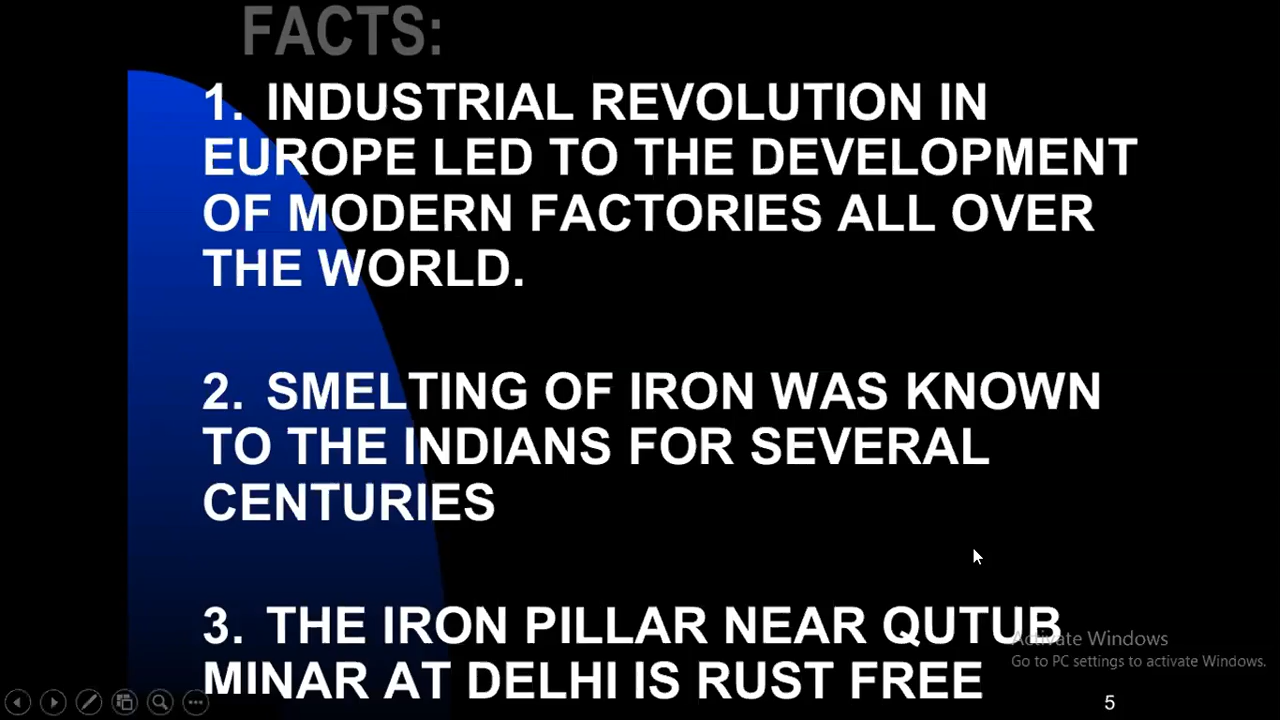 FACTS:
1. INDUSTRIAL REVOLUTION IN
EUROPE LED TO THE DEVELOPMENT
OF MODERN FACTORIES ALL OVER
THE WORLD.
2. SMELTING OF IRON WAS KNOWN
TO THE INDIANS FOR SEVERAL
CENTURIES
3. THE IRON PILLAR NEAR QUTUB
MINAR AT DELHI IS RUST FREE
Activate Windows
Go to PC settings to activate Windows.
5